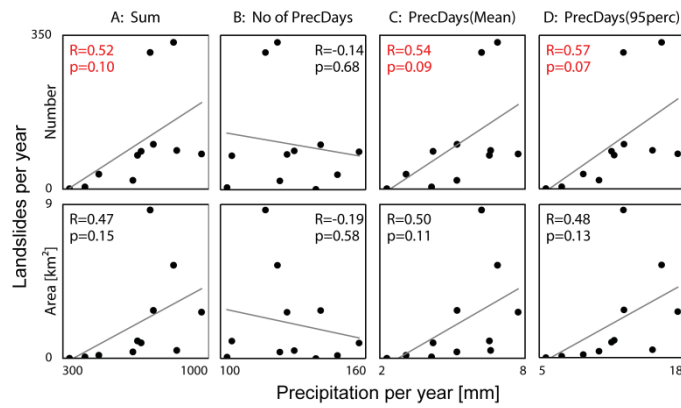 A: Sum
B: No of PrecDays
C: PrecDays(Mean)
D: PrecDays(95perc)
Landslides per year
Number
350
0
R=0.52
p=0.10
R=-0.14
p=0.68
R=0.54
p=0.09
R=0.57
p=0.07
Area [km²]
9
0
R=0.47
p=0.15
R=-0.19
p=0.58
R=0.50
p=0.11
R=0.48
p=0.13
300 1000 100 160 2 8 5 18
Precipitation per year [mm]